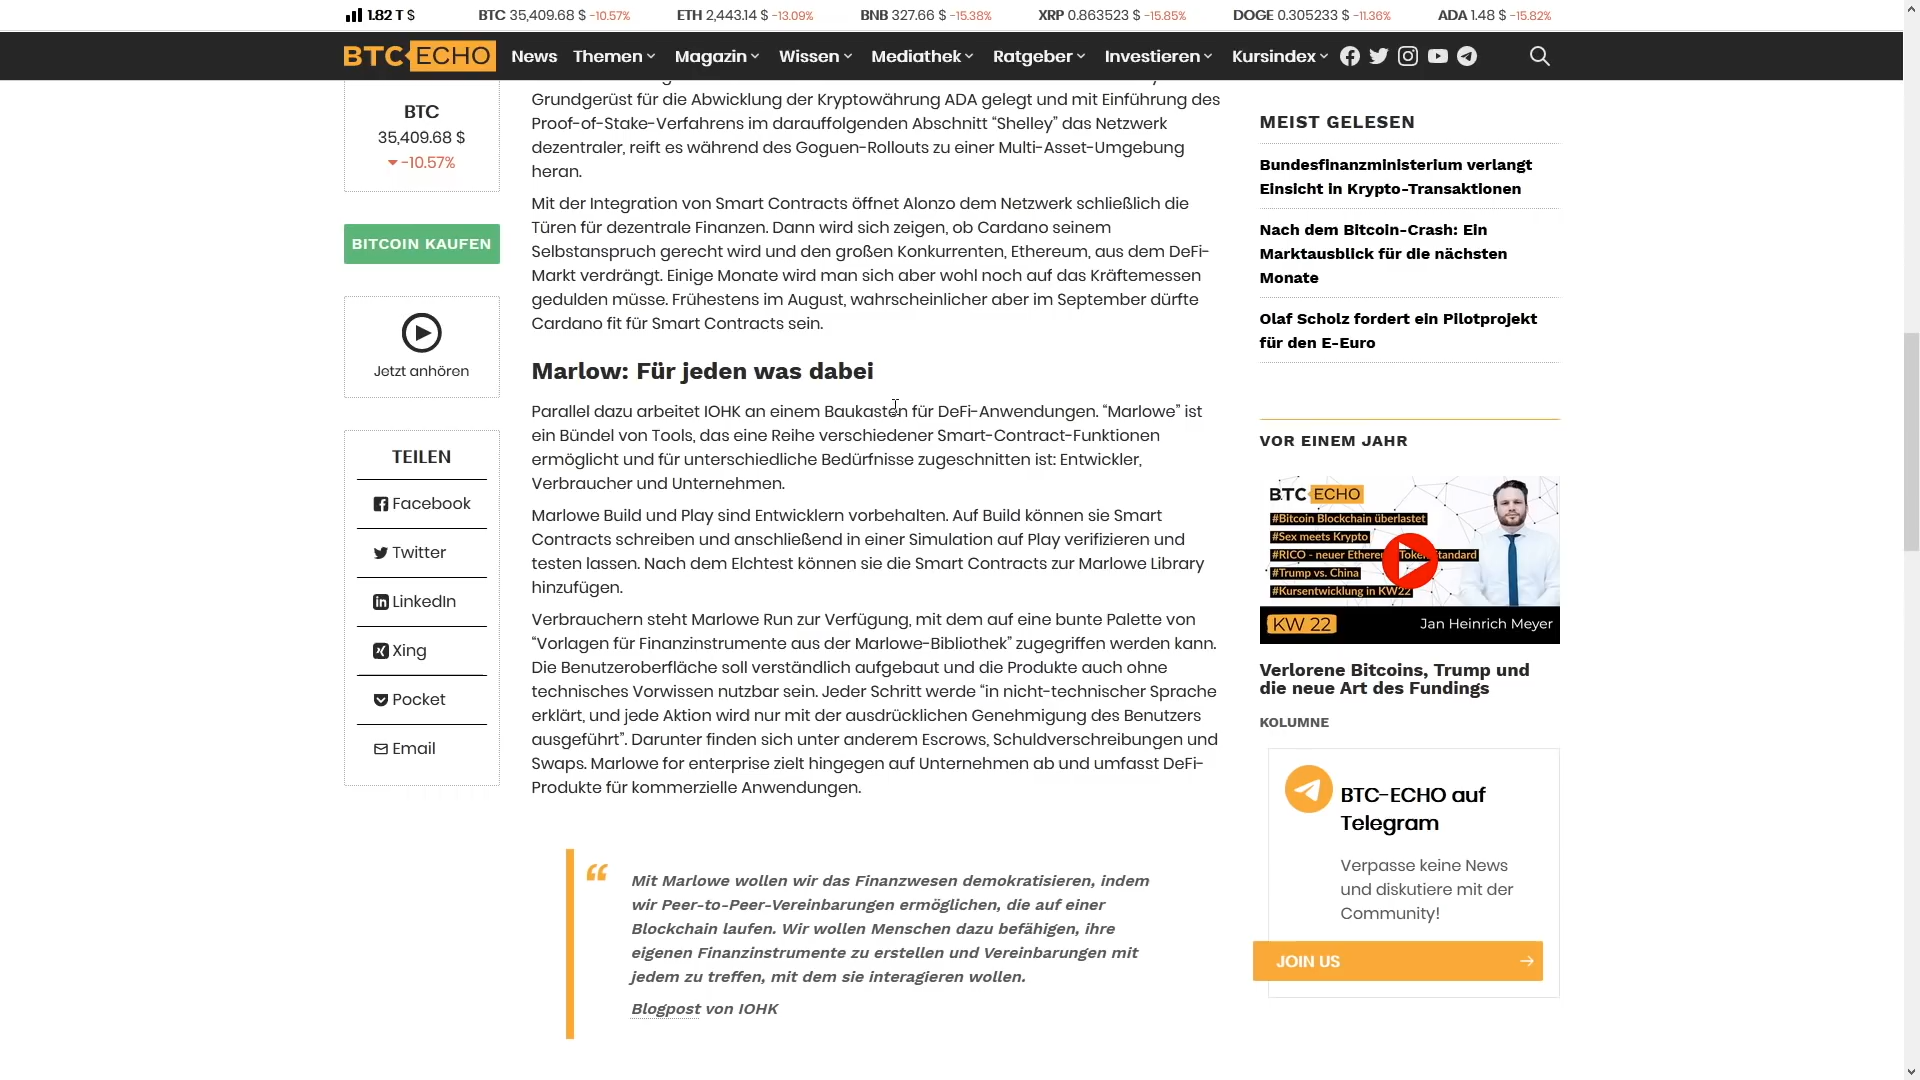 1.82 T $
BTC 35,409.68 $ -10.57%
ETH 2,443.14 $ -13.09%
BNB 327.66 $ -15.38%
XRP 0.863523 $ -15.85%
DOGE 0.305233 $ -11.36%
ADA 1.48 $ -15.82%
BTC ECHO
News
Themen
Magazin
Wissen
Mediathek
Ratgeber
Investieren
Kursindex
BTC
35,409.68 $
-10.57%
BITCOIN KAUFEN
Jetzt anhören
TEILEN
Facebook
Twitter
LinkedIn
Xing
Pocket
Email
Grundgerüst für die Abwicklung der Kryptowährung ADA gelegt und mit Einführung des
Proof-of-Stake-Verfahrens im darauffolgenden Abschnitt “Shelley” das Netzwerk
dezentraler, reift es während des Goguen-Rollouts zu einer Multi-Asset-Umgebung
heran.
Mit der Integration von Smart Contracts öffnet Alonzo dem Netzwerk schließlich die
Türen für dezentrale Finanzen. Dann wird sich zeigen, ob Cardano seinem
Selbstanspruch gerecht wird und den großen Konkurrenten, Ethereum, aus dem DeFi-
Markt verdrängt. Einige Monate wird man sich aber wohl noch auf das Kräftemessen
gedulden müsse. Frühestens im August, wahrscheinlicher aber im September dürfte
Cardano fit für Smart Contracts sein.
Marlow: Für jeden was dabei
Parallel dazu arbeitet IOHK an einem Baukasten für DeFi-Anwendungen. “Marlowe” ist
ein Bündel von Tools, das eine Reihe verschiedener Smart-Contract-Funktionen
ermöglicht und für unterschiedliche Bedürfnisse zugeschnitten ist: Entwickler,
Verbraucher und Unternehmen.
Marlowe Build und Play sind Entwicklern vorbehalten. Auf Build können sie Smart
Contracts schreiben und anschließend in einer Simulation auf Play verifizieren und
testen lassen. Nach dem Elchtest können sie die Smart Contracts zur Marlowe Library
hinzufügen.
Verbrauchern steht Marlowe Run zur Verfügung, mit dem auf eine bunte Palette von
“Vorlagen für Finanzinstrumente aus der Marlowe-Bibliothek” zugegriffen werden kann.
Die Benutzeroberfläche soll verständlich aufgebaut und die Produkte auch ohne
technisches Vorwissen nutzbar sein. Jeder Schritt werde “in nicht-technischer Sprache
erklärt, und jede Aktion wird nur mit der ausdrücklichen Genehmigung des Benutzers
ausgeführt”. Darunter finden sich unter anderem Escrows, Schuldverschreibungen und
Swaps. Marlowe for enterprise zielt hingegen auf Unternehmen ab und umfasst DeFi-
Produkte für kommerzielle Anwendungen.
“
Mit Marlowe wollen wir das Finanzwesen demokratisieren, indem
wir Peer-to-Peer-Vereinbarungen ermöglichen, die auf einer
Blockchain laufen. Wir wollen Menschen dazu befähigen, ihre
eigenen Finanzinstrumente zu erstellen und Vereinbarungen mit
jedem zu treffen, mit dem sie interagieren wollen.
Blogpost von IOHK
MEIST GELESEN
Bundesfinanzministerium verlangt
Einsicht in Krypto-Transaktionen
Nach dem Bitcoin-Crash: Ein
Marktausblick für die nächsten
Monate
Olaf Scholz fordert ein Pilotprojekt
für den E-Euro
VOR EINEM JAHR
BTC ECHO
#Bitcoin Blockchain überlastet
#Sex meets Krypto
#RICO - neuer Token Standard
#Trump vs. China
#Kursentwicklung in KW22
KW 22
Jan Heinrich Meyer
Verlorene Bitcoins, Trump und
die neue Art des Fundings
KOLUMNE
BTC-ECHO auf
Telegram
Verpasse keine News
und diskutiere mit der
Community!
JOIN US →